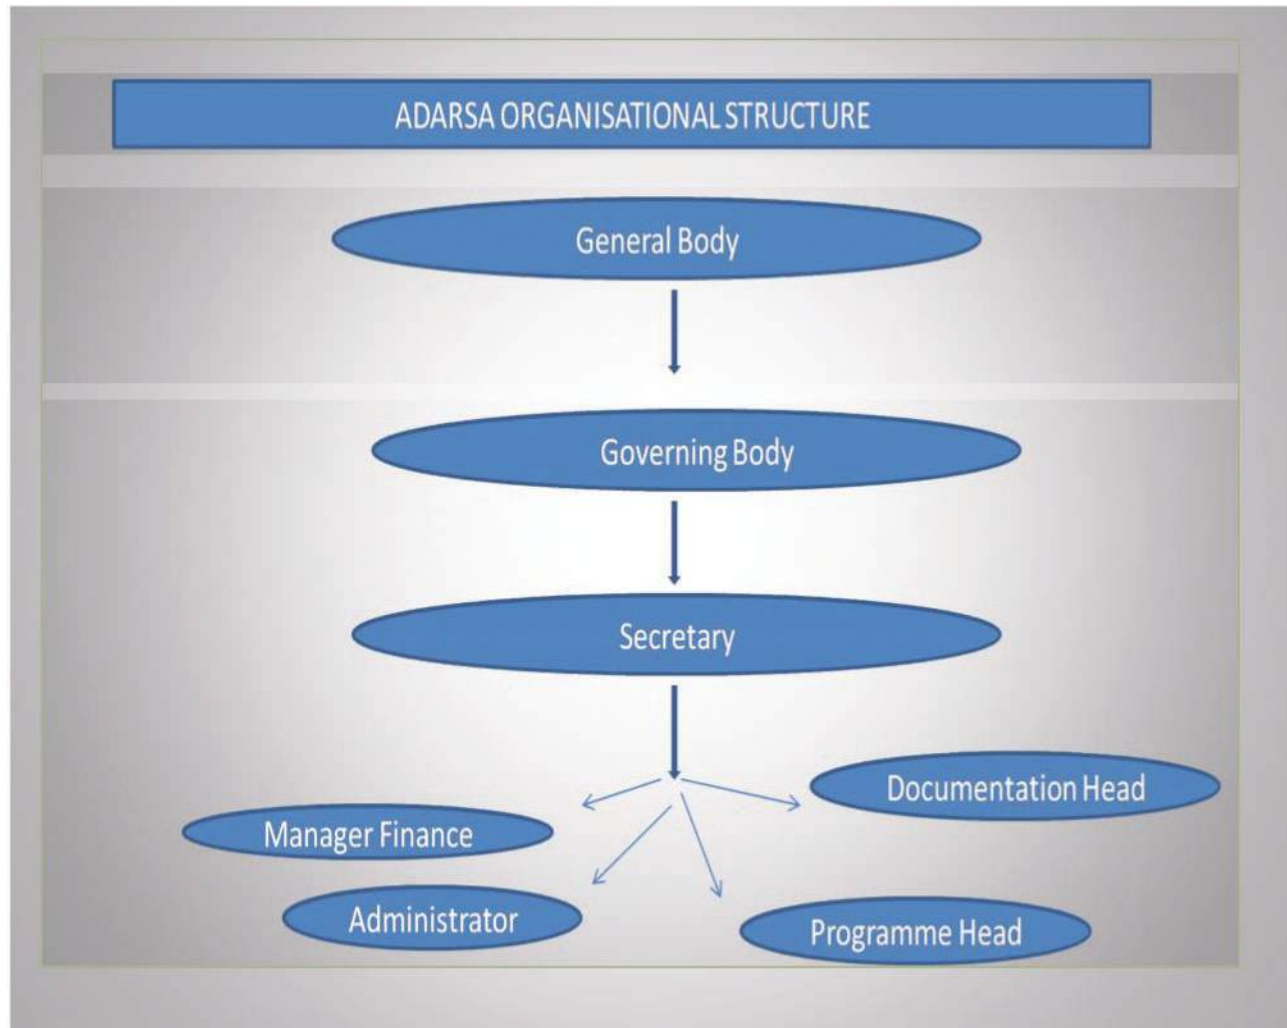 ADARSA ORGANISATIONAL STRUCTURE
General Body
Governing Body
Secretary
Documentation Head
Manager Finance
Administrator
Programme Head